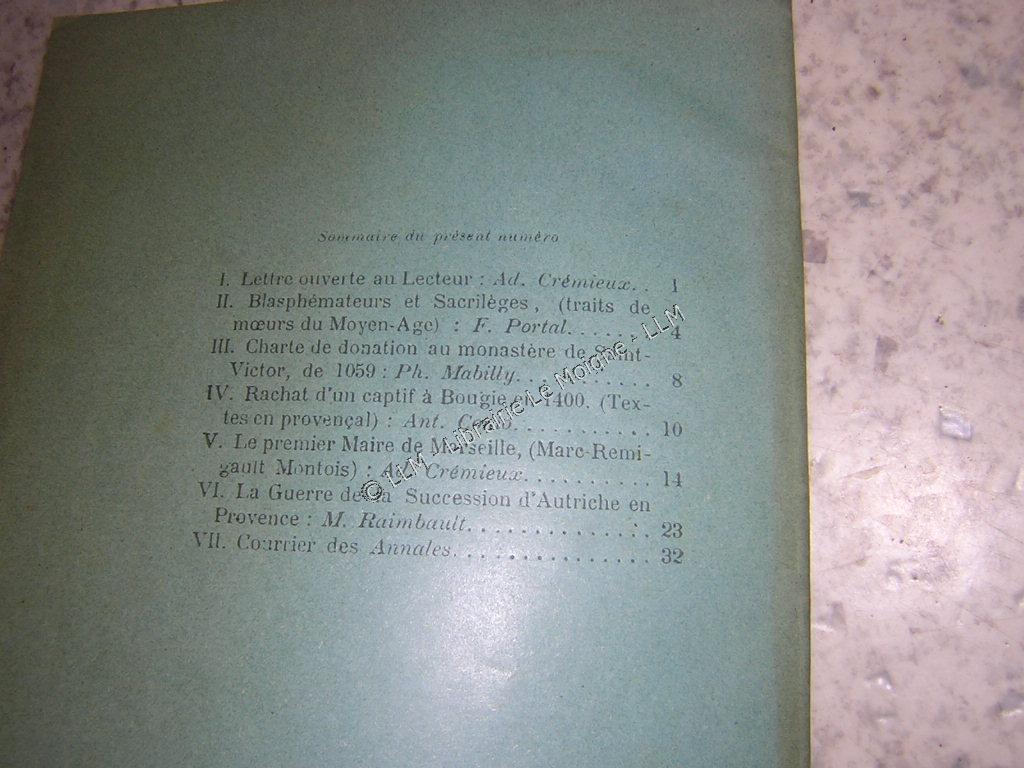 Sommaire du présent numéro
I. Lettre ouverte au Lecteur : Ad. Crémieux. . 1
II. Blasphémateurs et Sacrilèges, (traits de
mœurs du Moyen-Age) : F. Portal. . . . . . . 4
III. Charte de donation au monastère de Saint-
Victor, de 1059 : Ph. Mabilly. . . . . . . . . . . 8
IV. Rachat d'un captif à Bougie en 1400. (Tex-
tes en provençal) : Ant. . . . . . . . . . . . 10
V. Le premier Maire de Marseille, (Marc-Remi-
gault Montois) : Ad. Crémieux. . . . . . . . . . 14
VI. La Guerre de la Succession d'Autriche en
Provence : M. Raimbault. . . . . . . . . . . . . . 23
VII. Courrier des Annales. . . . . . . . . . . . . . . 32
© LLM - Librairie Le Moigne - LLM